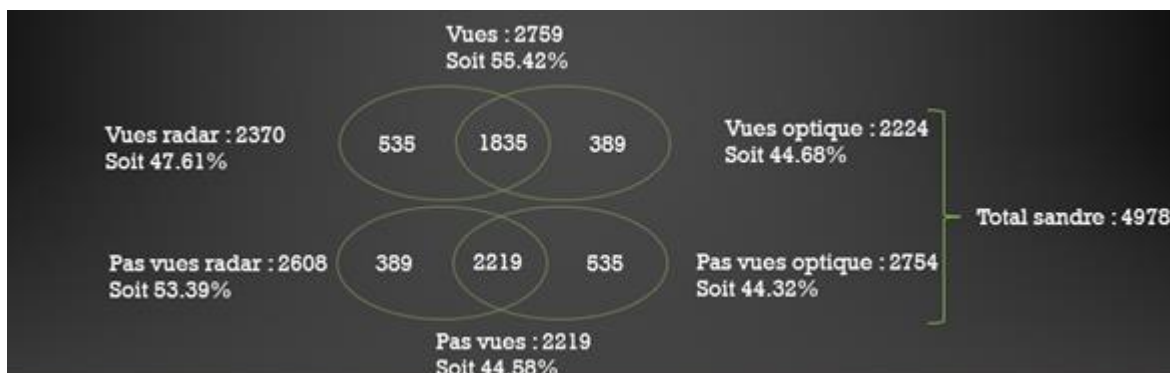 Vues : 2759
Soit 55.42%
Vues radar : 2370
Soit 47.61%
535
1835
389
Vues optique : 2224
Soit 44.68%
Total sandre : 4978
Pas vues radar : 2608
Soit 53.39%
389
2219
535
Pas vues optique : 2754
Soit 44.32%
Pas vues : 2219
Soit 44.58%